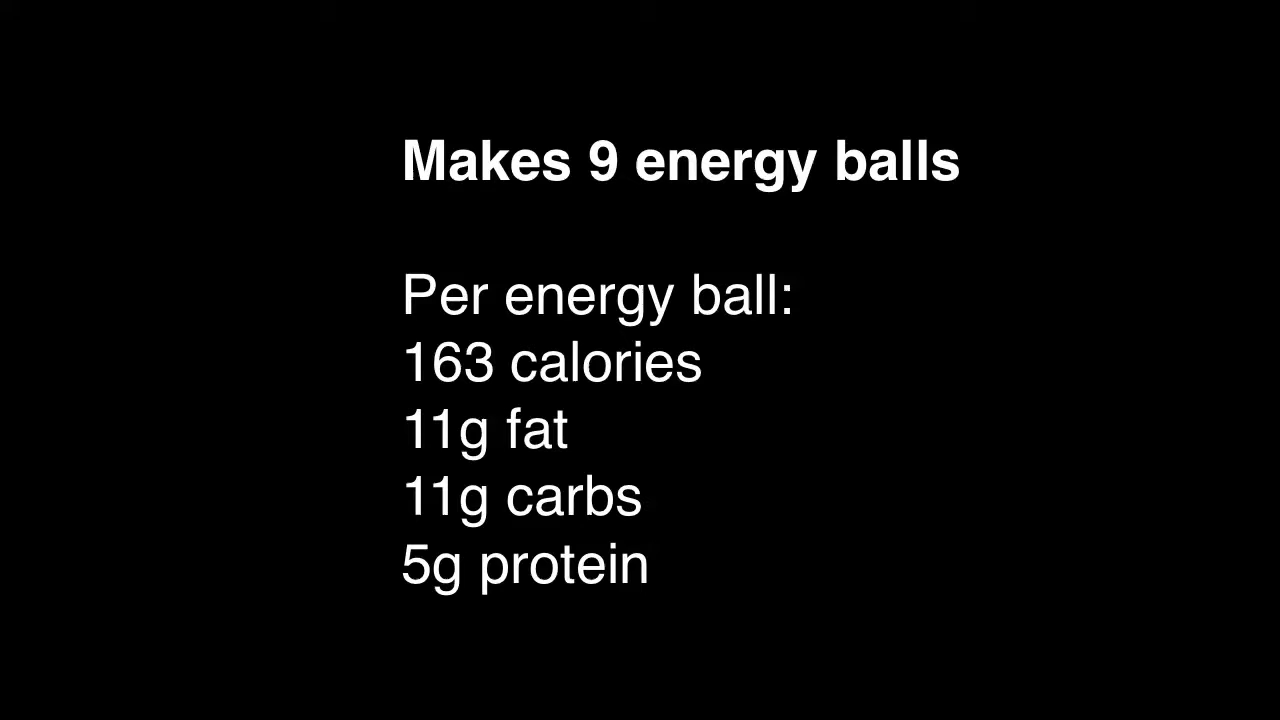 Makes 9 energy balls
Per energy ball:
163 calories
11g fat
11g carbs
5g protein